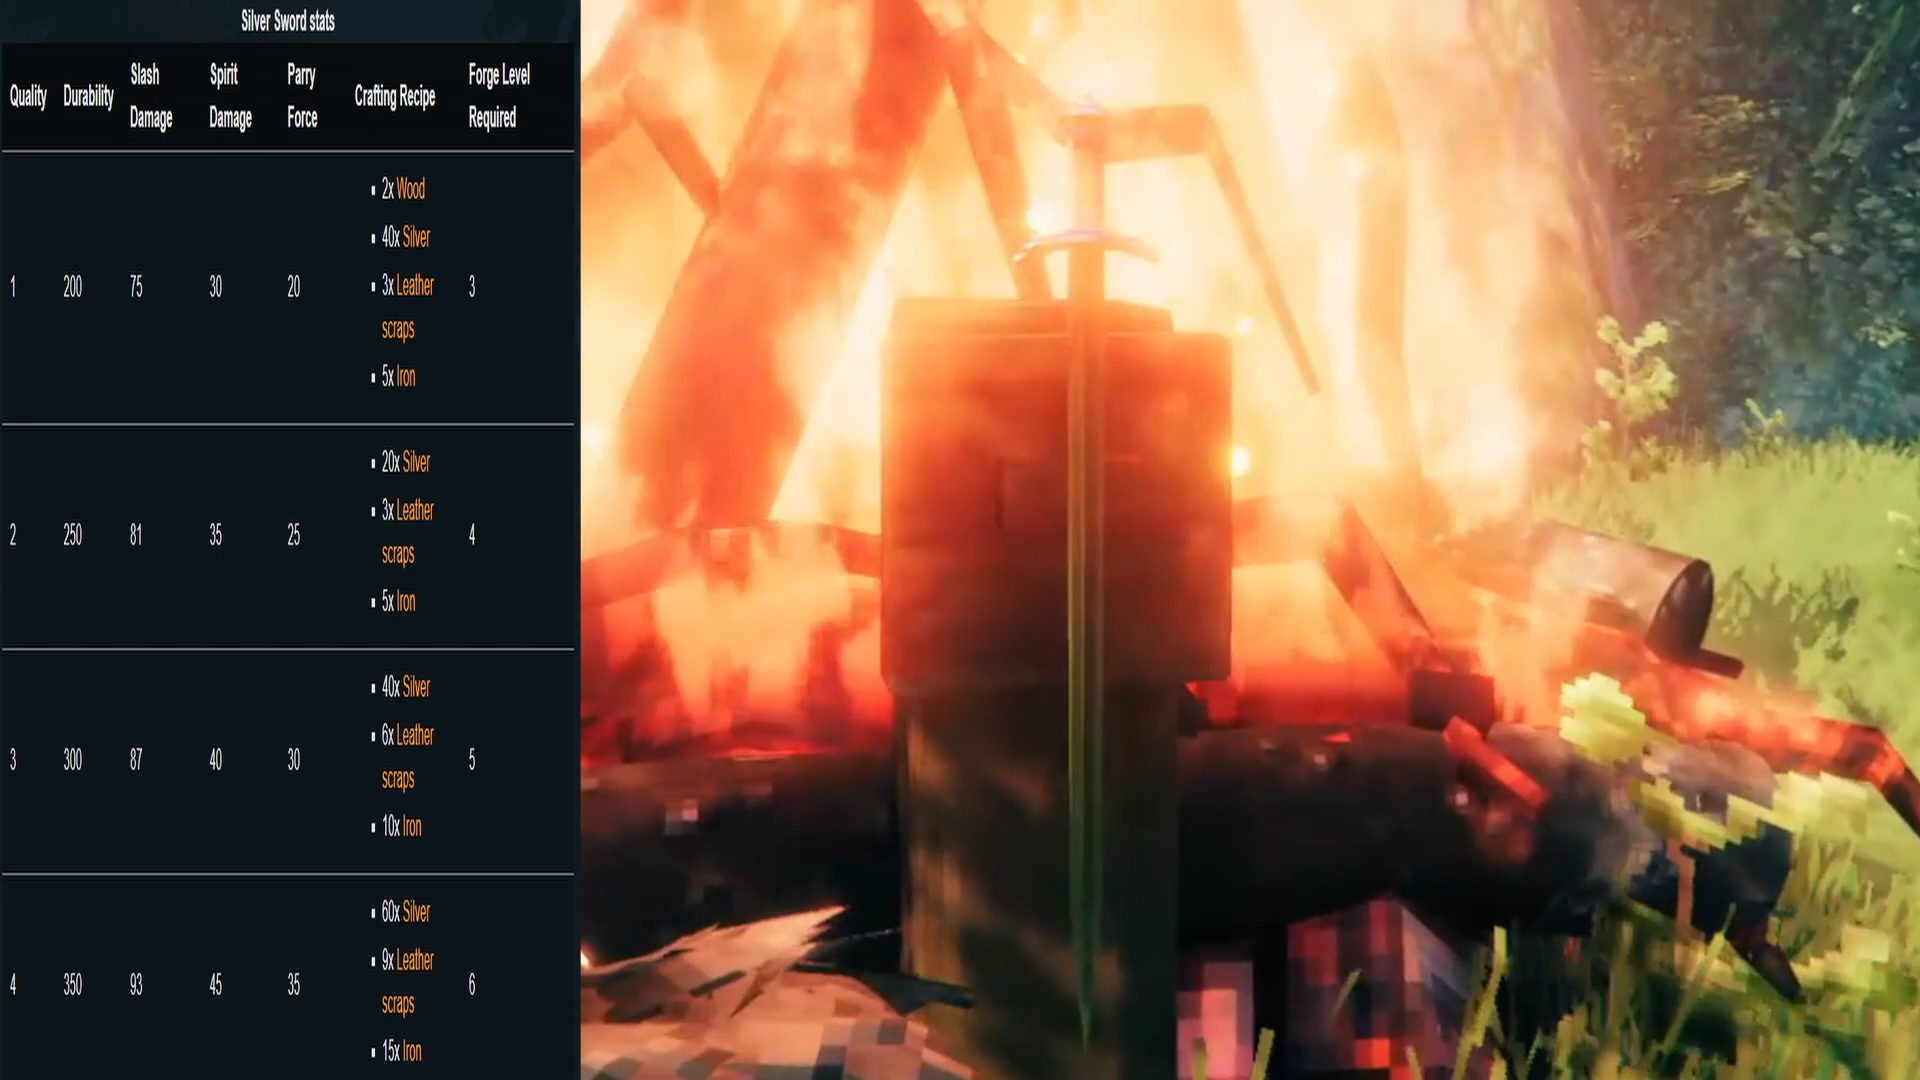 Silver Sword stats
Quality Durability Slash Damage Spirit Damage Parry Force Crafting Recipe Forge Level Required
1 200 75 30 20 3
2x Wood
40x Silver
3x Leather
scraps
5x Iron
2 250 81 35 25 4
20x Silver
3x Leather
scraps
5x Iron
3 300 87 40 30 5
40x Silver
6x Leather
scraps
10x Iron
4 350 93 45 35 6
60x Silver
9x Leather
scraps
15x Iron